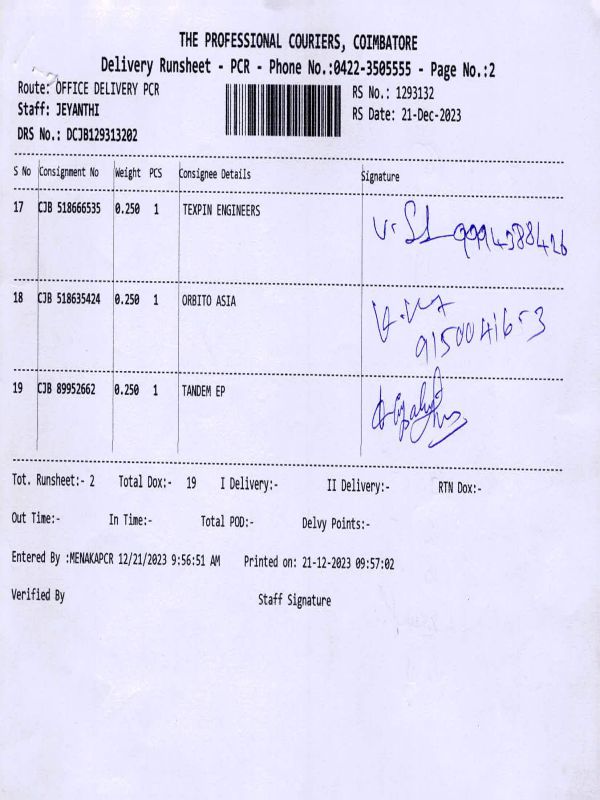 THE PROFESSIONAL COURIERS, COIMBATORE
Delivery Runsheet - PCR - Phone No.:0422-3505555 - Page No.:2
Route: OFFICE DELIVERY PCR
RS No.: 1293132
Staff: JEYANTHI
RS Date: 21-Dec-2023
DRS No.: DCJB129313202
S No Consignment No Weight PCS Consignee Details Signature
17 CJB 518666535 0.250 1 TEXPIN ENGINEERS
9994388426
18 CJB 518635424 0.250 1 ORBITO ASIA
9150041653
19 CJB 89952662 0.250 1 TANDEM EP
Tot. Runsheet:- 2 Total Dox:- 19 I Delivery:- II Delivery:- RTN Dox:-
Out Time:- In Time:- Total POD:- Delvy Points:-
Entered By :MENAKAPCR 12/21/2023 9:56:51 AM Printed on: 21-12-2023 09:57:02
Verified By Staff Signature